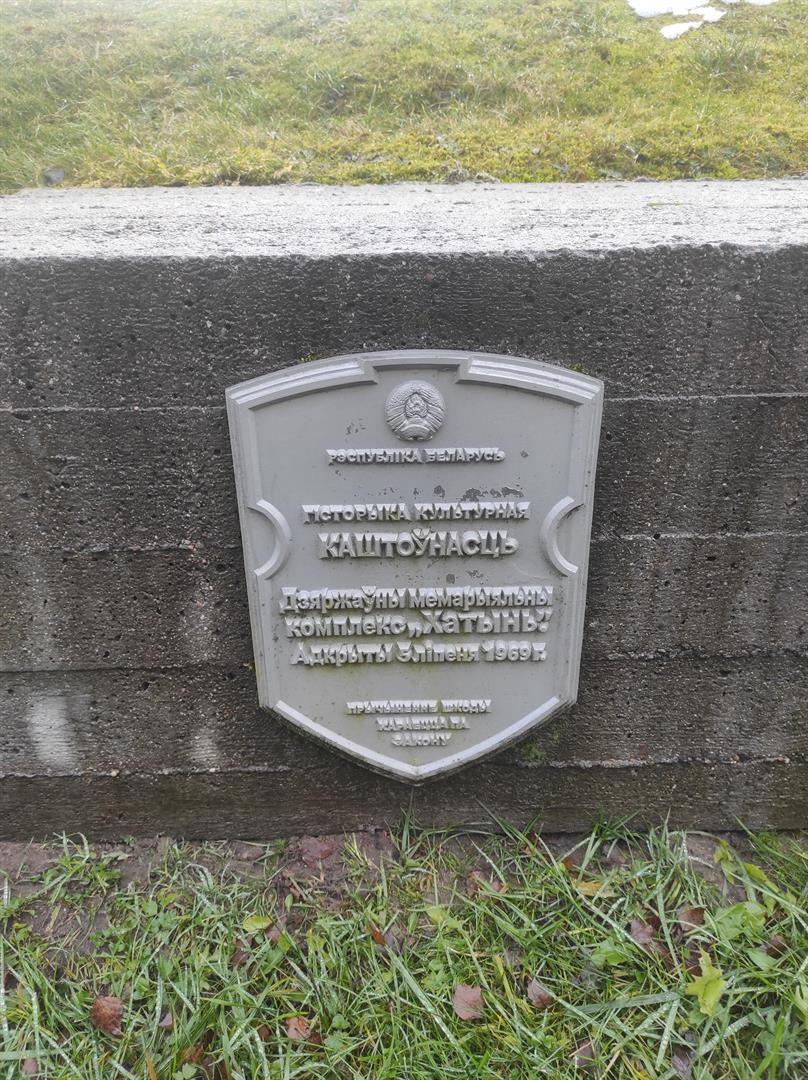 РЭСПУБЛІКА БЕЛАРУСЬ
ГІСТОРЫКА КУЛЬТУРНАЯ
КАШТОЎНАСЦЬ
Дзяржаўны мемарыяльны
комплекс „Хатынь".
Адкрыты 5 ліпеня 1969 г.
ПРЫЧЫНЕННЕ ШКОДЫ
КАРАЕЦЦА ПА
ЗАКОНУ